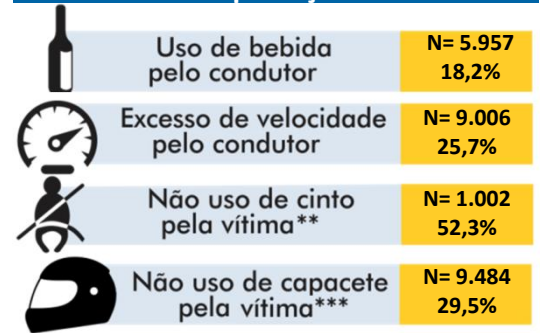 Uso de bebida
pelo condutor
N= 5.957
18,2%
Excesso de velocidade
pelo condutor
N= 9.006
25,7%
Não uso de cinto
pela vítima**
N= 1.002
52,3%
Não uso de capacete
pela vítima***
N= 9.484
29,5%